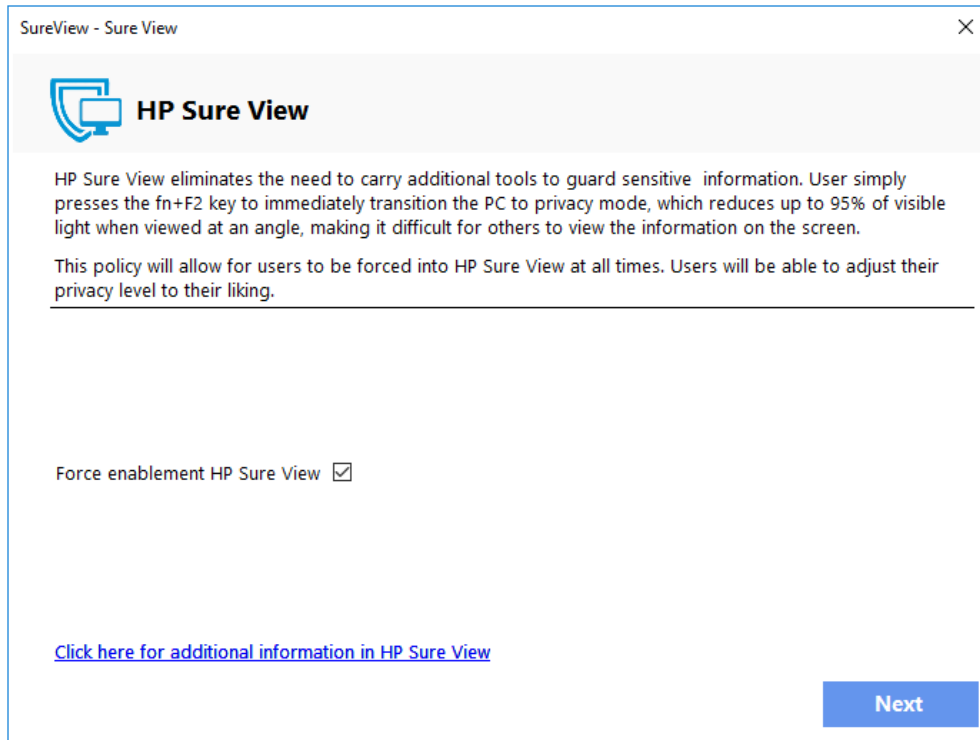 SureView - Sure View
HP Sure View
HP Sure View eliminates the need to carry additional tools to guard sensitive  information. User simply
presses the fn+F2 key to immediately transition the PC to privacy mode, which reduces up to 95% of visible
light when viewed at an angle, making it difficult for others to view the information on the screen.
This policy will allow for users to be forced into HP Sure View at all times. Users will be able to adjust their
privacy level to their liking.
Force enablement HP Sure View
Click here for additional information in HP Sure View
Next